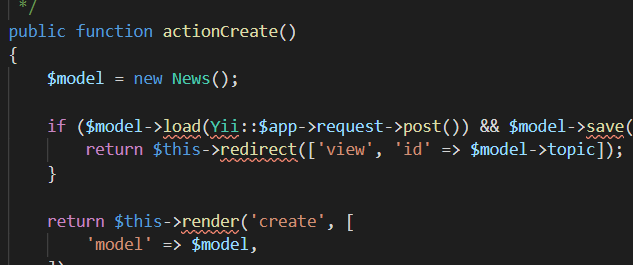 */
public function actionCreate()
{
$model = new News();
if ($model->load(Yii::$app->request->post()) && $model->save(
return $this->redirect(['view', 'id' => $model->topic]);
}
return $this->render('create', [
'model' => $model,
])